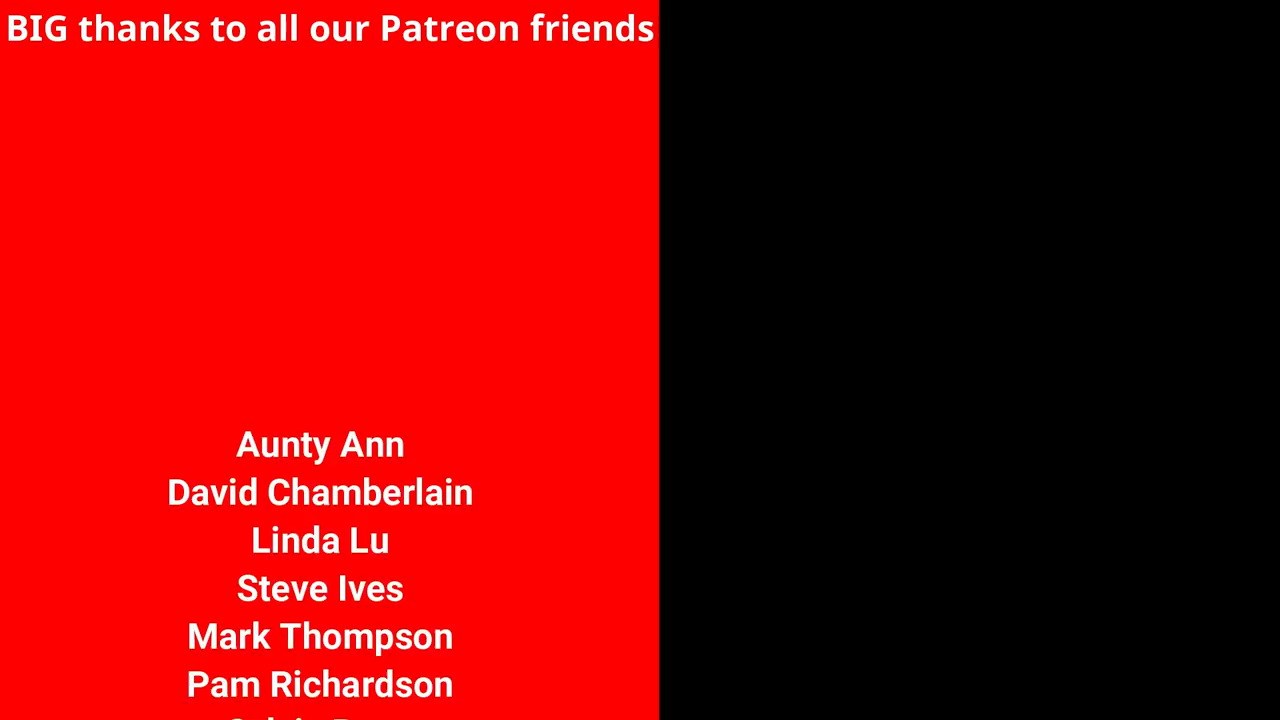 BIG thanks to all our Patreon friends
Aunty Ann
David Chamberlain
Linda Lu
Steve Ives
Mark Thompson
Pam Richardson